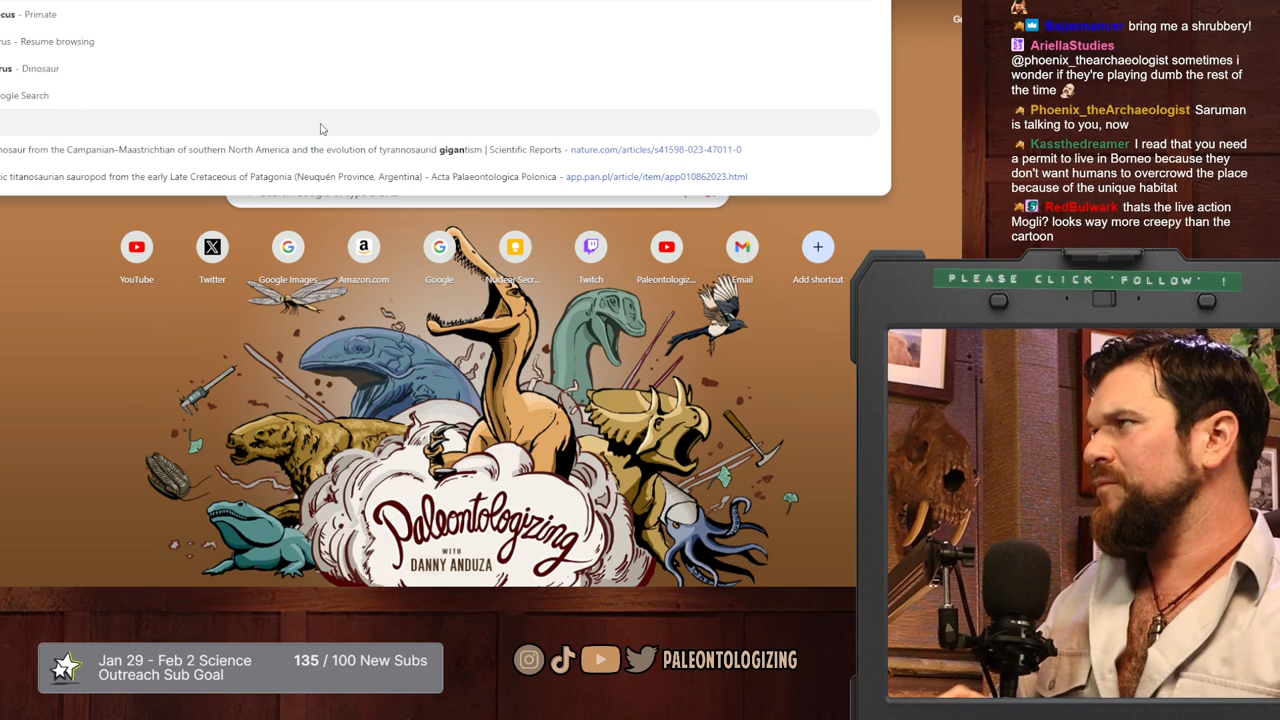 cus - Primate
rus - Resume browsing
rus - Dinosaur
ogle Search
nosaur from the Campanian–Maastrichtian of southern North America and the evolution of tyrannosaurid gigantism | Scientific Reports - nature.com/articles/s41598-023-47011-0
ic titanosaurian sauropod from the early Late Cretaceous of Patagonia (Neuquén Province, Argentina) - Acta Palaeontologica Polonica - app.pan.pl/article/item/app010862023.html
YouTube
Twitter
Google Images
Amazon.com
Google
Nuclear Secr...
Twitch
Paleontologiz...
Email
Add shortcut
Paleontologizing
WITH
DANNY ANDUZA
Jan 29 - Feb 2 Science
Outreach Sub Goal
135 / 100 New Subs
PALEONTOLOGIZING
bring me a shrubbery!
AriellaStudies
@phoenix_thearchaeologist sometimes i
wonder if they're playing dumb the rest of
the time
Phoenix_theArchaeologist Saruman
is talking to you, now
Kassthedreamer I read that you need
a permit to live in Borneo because they
don't want humans to overcrowd the place
because of the unique habitat
RedBulwark thats the live action
Mogli? looks way more creepy than the
cartoon
PLEASE CLICK 'FOLLOW' !